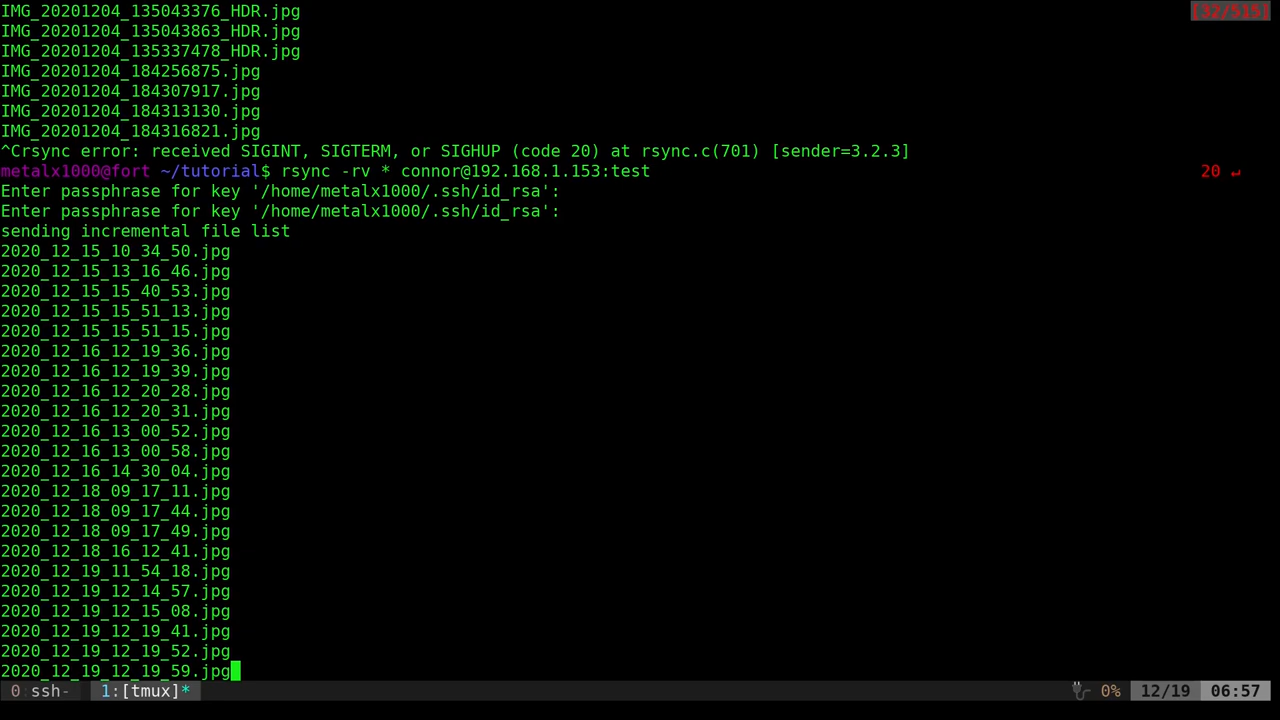 IMG_20201204_135043376_HDR.jpg [32/515]
IMG_20201204_135043863_HDR.jpg
IMG_20201204_135337478_HDR.jpg
IMG_20201204_184256875.jpg
IMG_20201204_184307917.jpg
IMG_20201204_184313130.jpg
IMG_20201204_184316821.jpg
^Crsync error: received SIGINT, SIGTERM, or SIGHUP (code 20) at rsync.c(701) [sender=3.2.3]
metalx1000@fort ~/tutorial$ rsync -rv * connor@192.168.1.153:test 20 ↵
Enter passphrase for key '/home/metalx1000/.ssh/id_rsa':
Enter passphrase for key '/home/metalx1000/.ssh/id_rsa':
sending incremental file list
2020_12_15_10_34_50.jpg
2020_12_15_13_16_46.jpg
2020_12_15_15_40_53.jpg
2020_12_15_15_51_13.jpg
2020_12_15_15_51_15.jpg
2020_12_16_12_19_36.jpg
2020_12_16_12_19_39.jpg
2020_12_16_12_20_28.jpg
2020_12_16_12_20_31.jpg
2020_12_16_13_00_52.jpg
2020_12_16_13_00_58.jpg
2020_12_16_14_30_04.jpg
2020_12_18_09_17_11.jpg
2020_12_18_09_17_44.jpg
2020_12_18_09_17_49.jpg
2020_12_18_16_12_41.jpg
2020_12_19_11_54_18.jpg
2020_12_19_12_14_57.jpg
2020_12_19_12_15_08.jpg
2020_12_19_12_19_41.jpg
2020_12_19_12_19_52.jpg
2020_12_19_12_19_59.jpg
0 ssh- 1:[tmux]* 0% 12/19 06:57